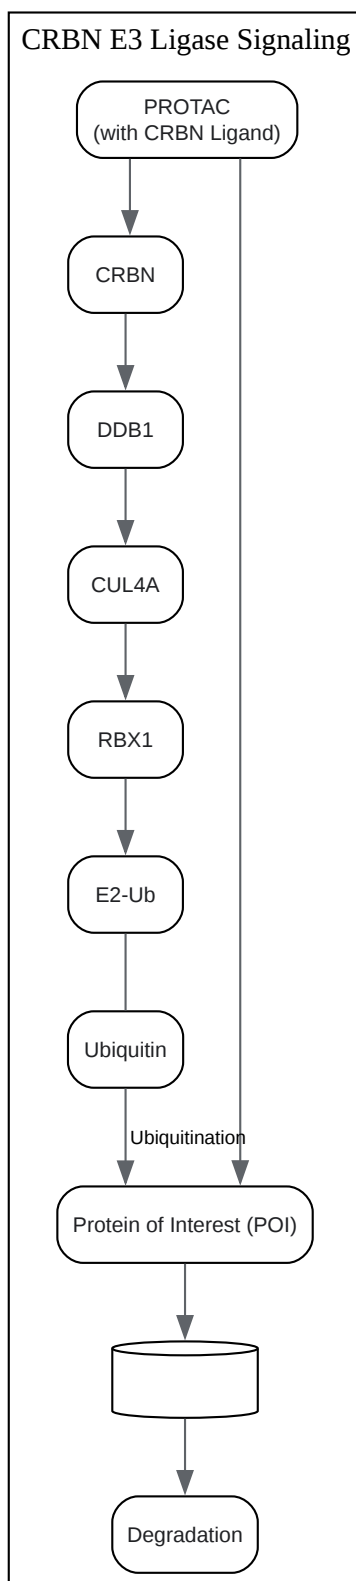 CRBN E3 Ligase Signaling
PROTAC
(with CRBN Ligand)
CRBN
DDB1
CUL4A
RBX1
E2-Ub
Ubiquitin
Ubiquitination
Protein of Interest (POI)
Degradation